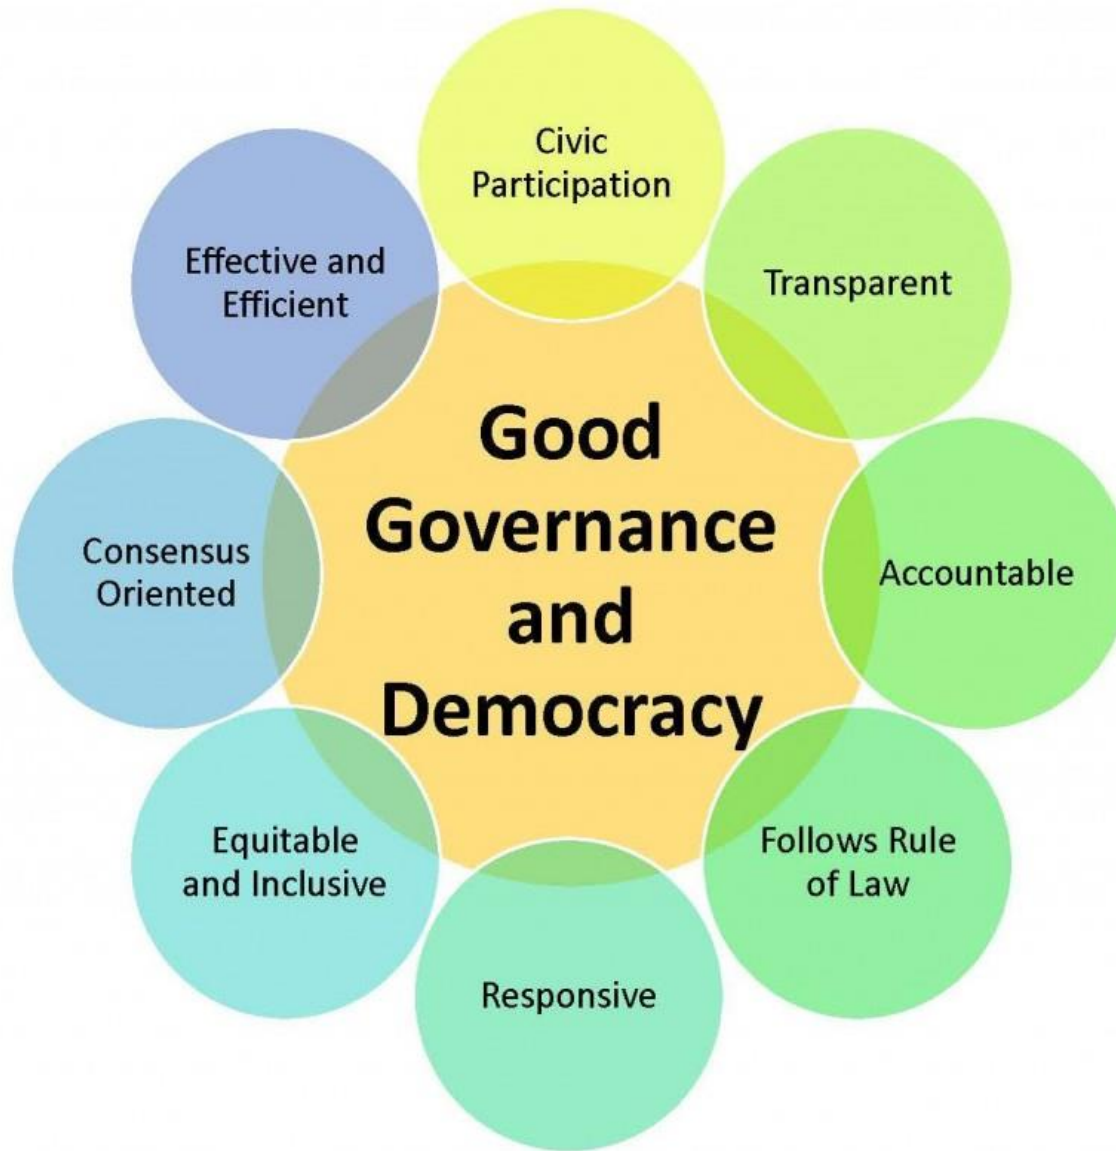 Civic
Participation
Transparent
Accountable
Follows Rule
of Law
Responsive
Equitable
and Inclusive
Consensus
Oriented
Effective and
Efficient
Good
Governance
and
Democracy